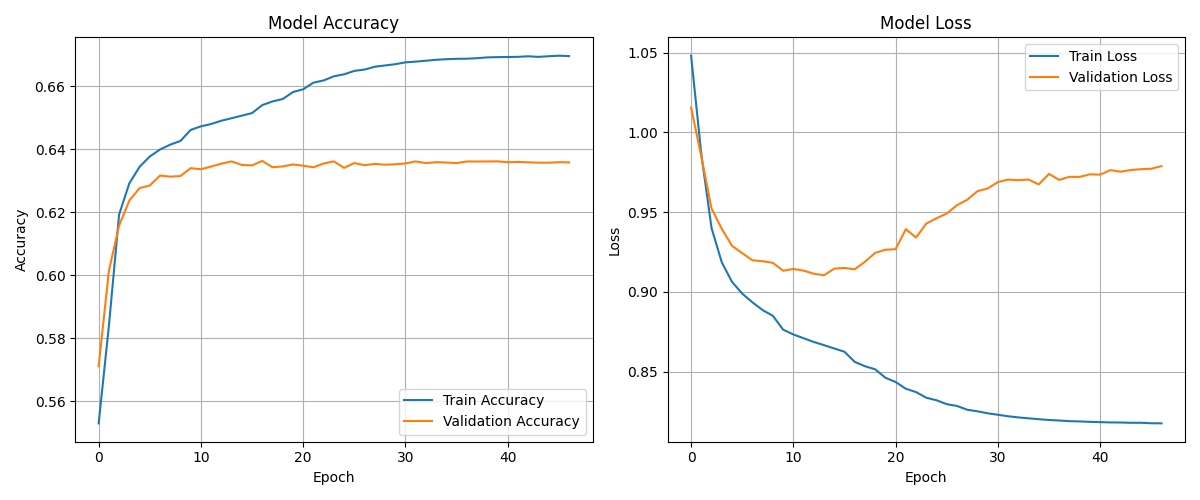 Model Accuracy
Accuracy
0.66
0.64
0.62
0.60
0.58
0.56
0 10 20 30 40
Epoch
Train Accuracy
Validation Accuracy
Model Loss
Loss
1.05
1.00
0.95
0.90
0.85
0 10 20 30 40
Epoch
Train Loss
Validation Loss